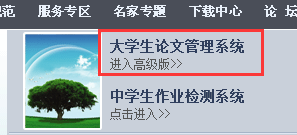 范 服务专区 名家专题 下载中心 论 坛
大学生论文管理系统
进入高级版>>
中学生作业检测系统
点击进入>>